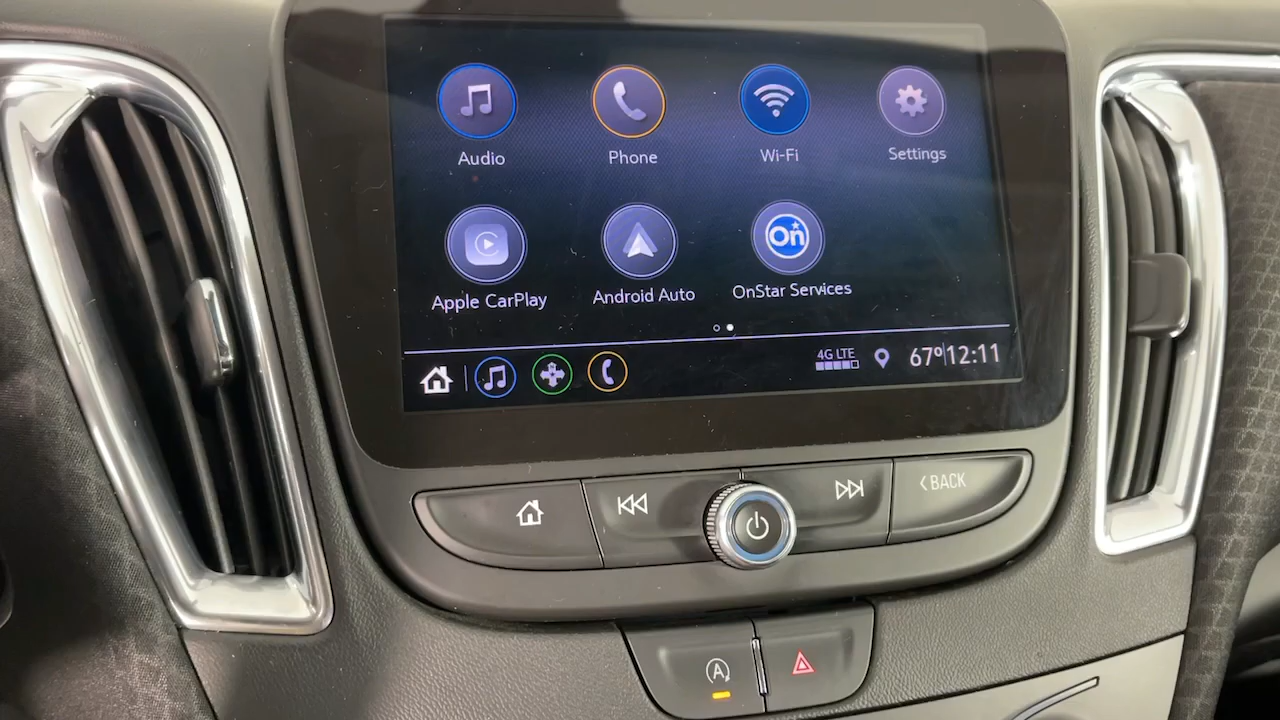 Audio
Phone
Wi-Fi
Settings
Apple CarPlay
Android Auto
On
OnStar Services
4G LTE
67° 12:11
< BACK
A